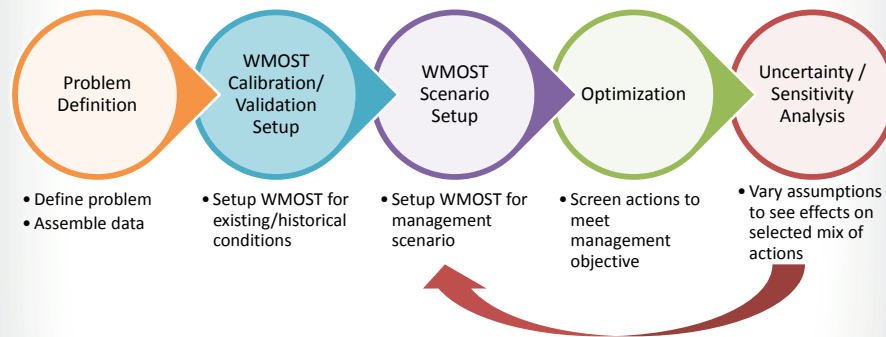 Problem
Definition
WMOST
Calibration/
Validation
Setup
WMOST
Scenario
Setup
Optimization
Uncertainty /
Sensitivity
Analysis
• Define problem
• Assemble data
• Setup WMOST for
existing/historical
conditions
• Setup WMOST for
management
scenario
• Screen actions to
meet
management
objective
• Vary assumptions
to see effects on
selected mix of
actions